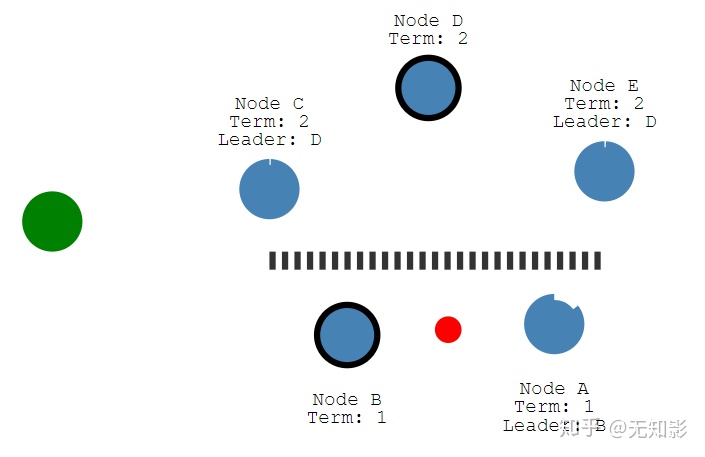 Node D
Term: 2
Node E
Term: 2
Leader: D
Node C
Term: 2
Leader: D
Node B
Term: 1
Node A
Term: 1
Leader: B
知乎 @无知影